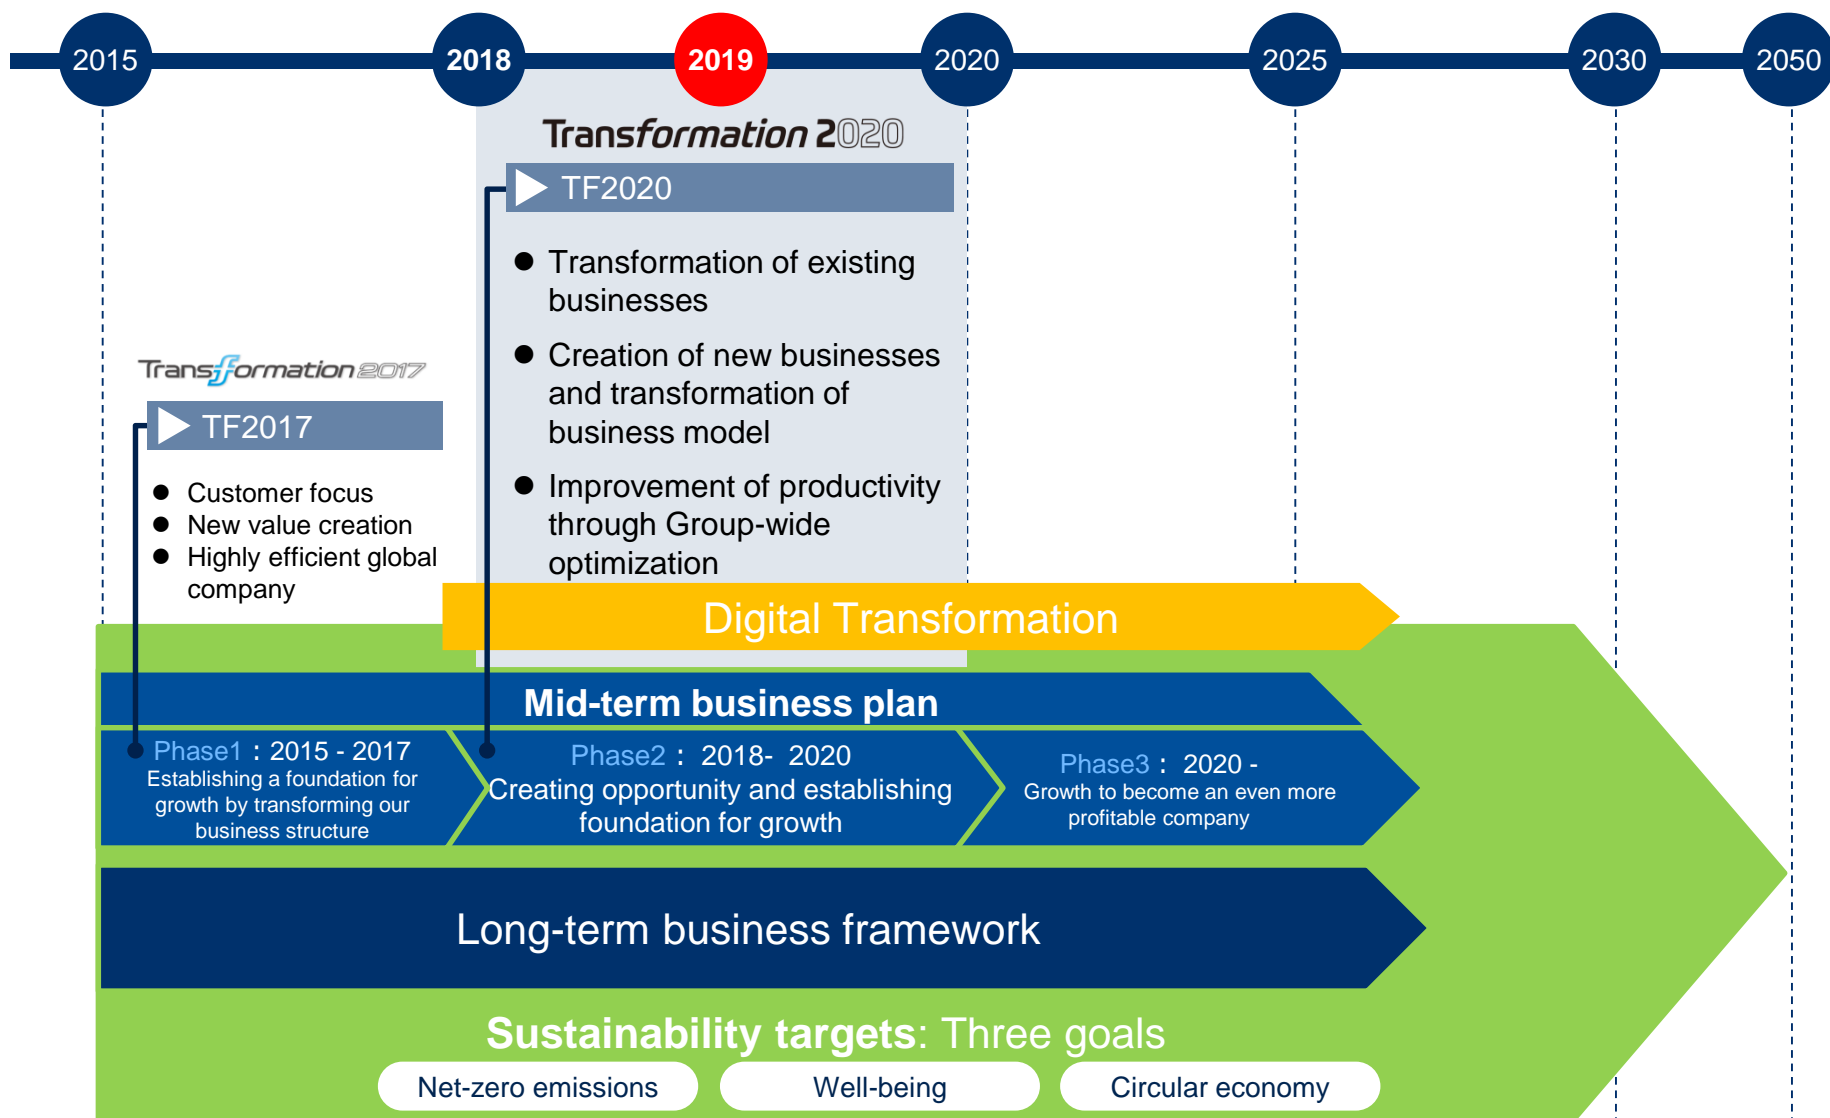 2015
2018
2019
2020
2025
2030
2050
Transformation 2020
TF2020
● Transformation of existing
businesses
● Creation of new businesses
and transformation of
business model
● Improvement of productivity
through Group-wide
optimization
Transformation 2017
TF2017
● Customer focus
● New value creation
● Highly efficient global
company
Digital Transformation
Mid-term business plan
Phase1：2015 - 2017
Establishing a foundation for
growth by transforming our
business structure
Phase2： 2018- 2020
Creating opportunity and establishing
foundation for growth
Phase3： 2020 -
Growth to become an even more
profitable company
Long-term business framework
Sustainability targets: Three goals
Net-zero emissions
Well-being
Circular economy